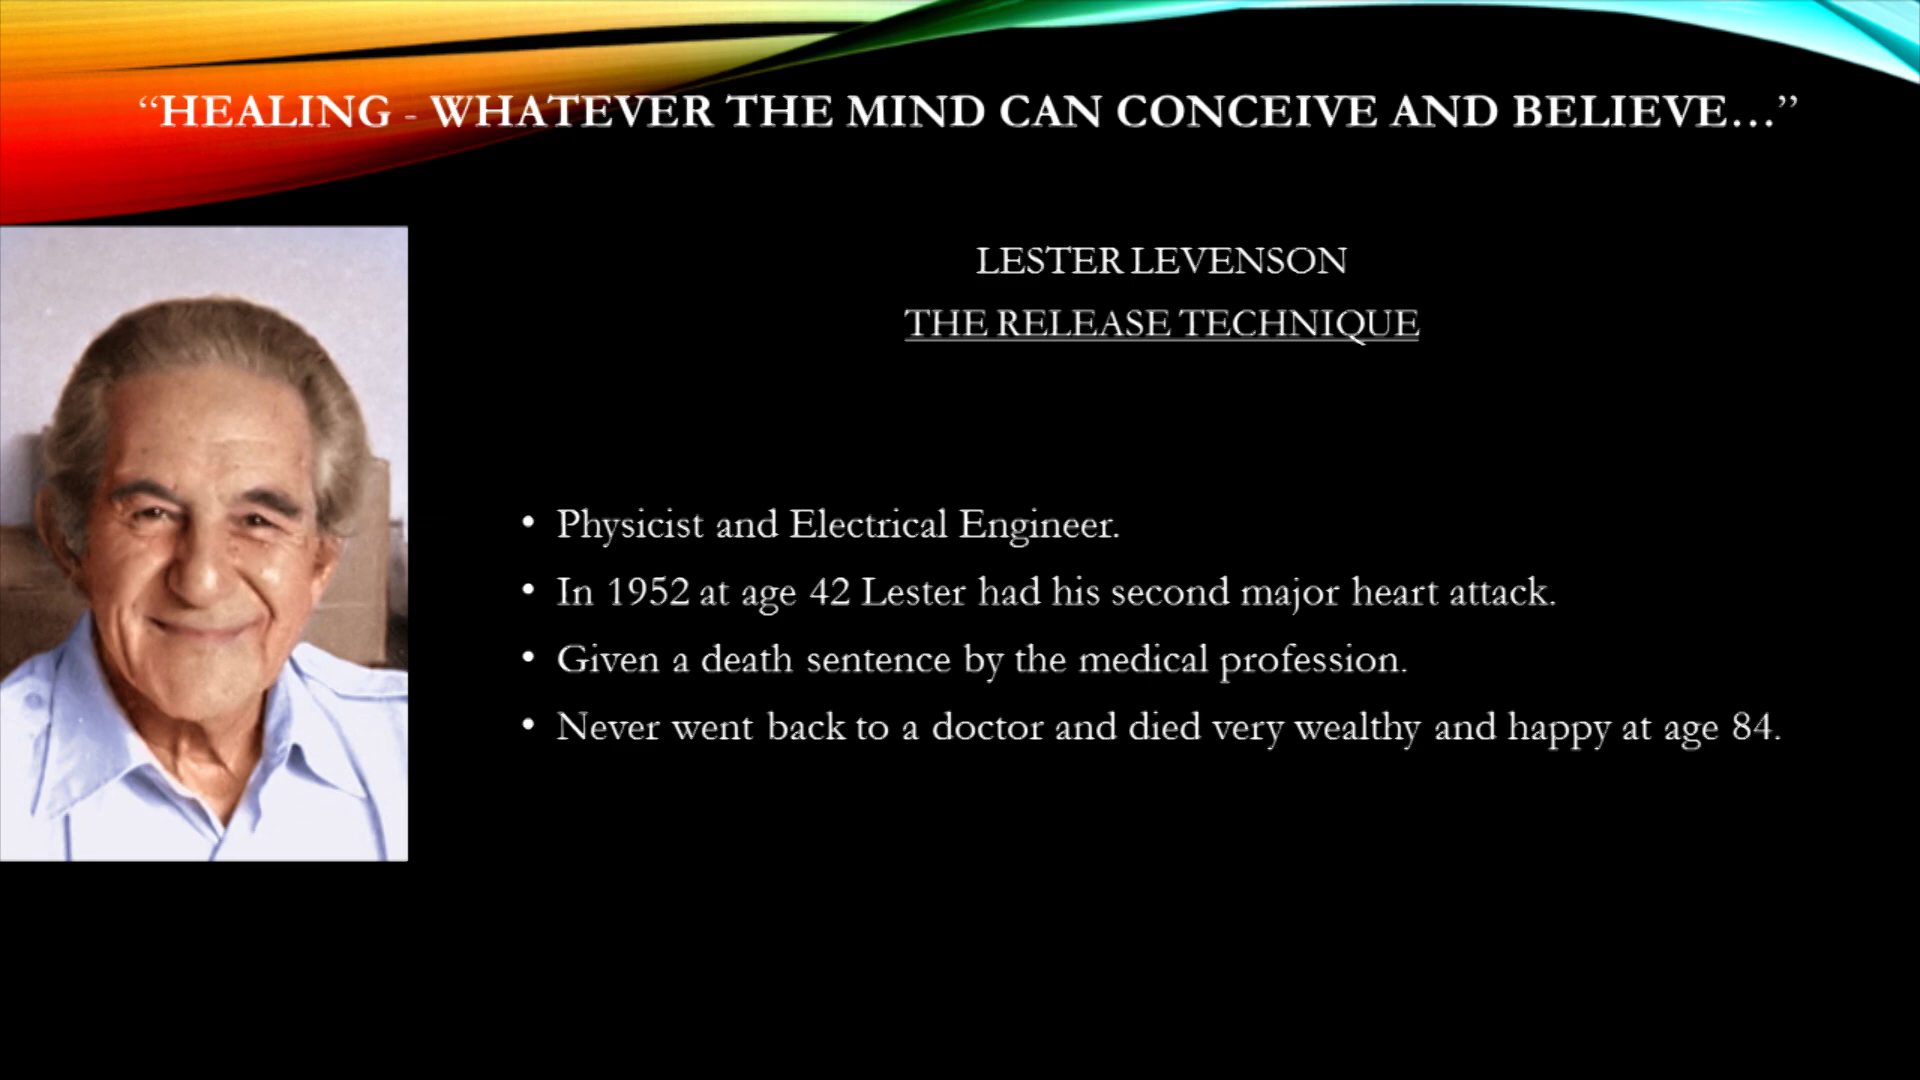 “HEALING - WHATEVER THE MIND CAN CONCEIVE AND BELIEVE…”
LESTER LEVENSON
THE RELEASE TECHNIQUE
• Physicist and Electrical Engineer.
• In 1952 at age 42 Lester had his second major heart attack.
• Given a death sentence by the medical profession.
• Never went back to a doctor and died very wealthy and happy at age 84.